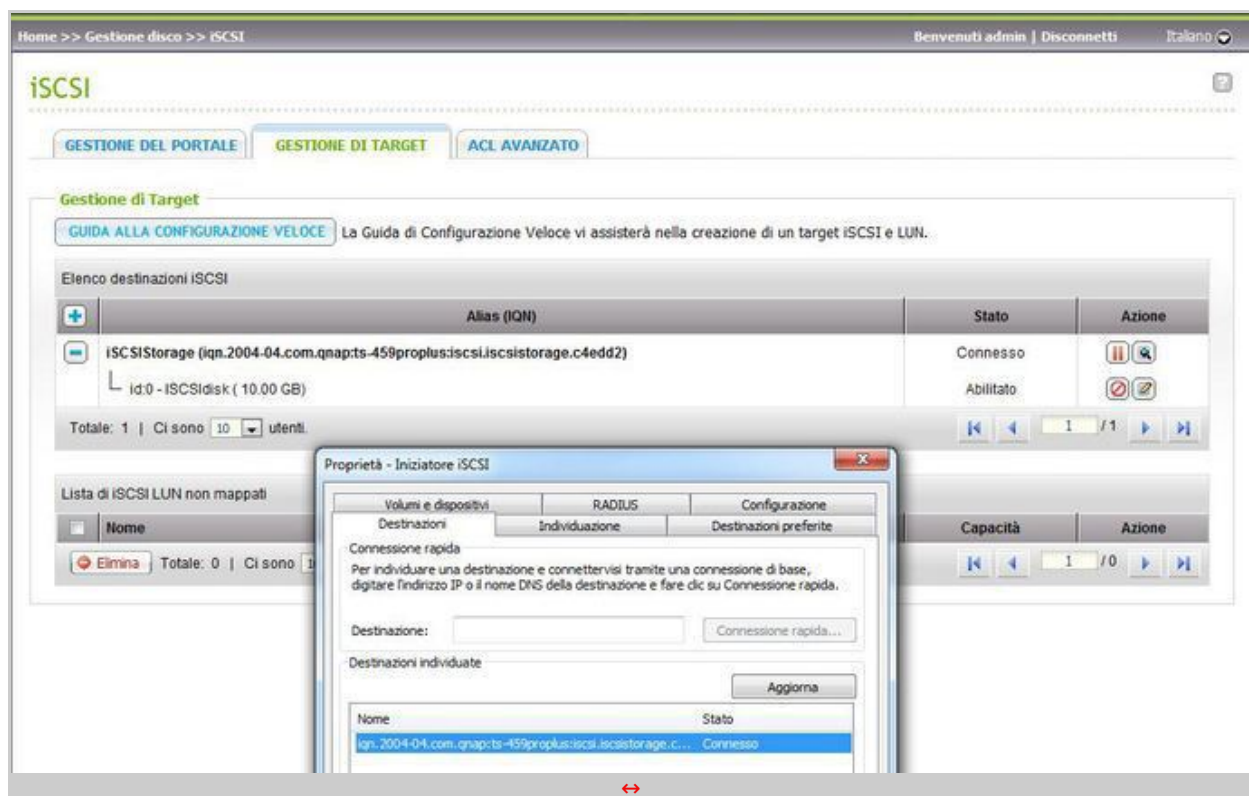 Home >> Gestione disco >> iSCSI Benvenuti admin | Disconnetti Italiano
iSCSI
GESTIONE DEL PORTALE GESTIONE DI TARGET ACL AVANZATO
Gestione di Target
GUIDA ALLA CONFIGURAZIONE VELOCE La Guida di Configurazione Veloce vi assisterà nella creazione di un target iSCSI e LUN.
Elenco destinazioni iSCSI
Alias (IQN) Stato Azione
iSCSIStorage (iqn.2004-04.com.qnap:ts-459proplus:iscsi.iscsistorage.c4edd2) Connesso
id:0 - ISCSIdisk ( 10.00 GB) Abilitato
Totale: 1 | Ci sono 10 utenti. 1 / 1
Proprietà - Iniziatore iSCSI
Lista di iSCSI LUN non mappati
Nome Capacità Azione
Elimina Totale: 0 | Ci sono 1 / 0
Volumi e dispositivi RADIUS Configurazione
Destinazioni Individuazione Destinazioni preferite
Connessione rapida
Per individuare una destinazione e connettervisi tramite una connessione di base,
digitare l'indirizzo IP o il nome DNS della destinazione e fare clic su Connessione rapida.
Destinazione: Connessione rapida...
Destinazioni individuate
Aggiorna
Nome Stato
iqn.2004-04.com.qnap:ts-459proplus:iscsi.iscsistorage.c... Connesso